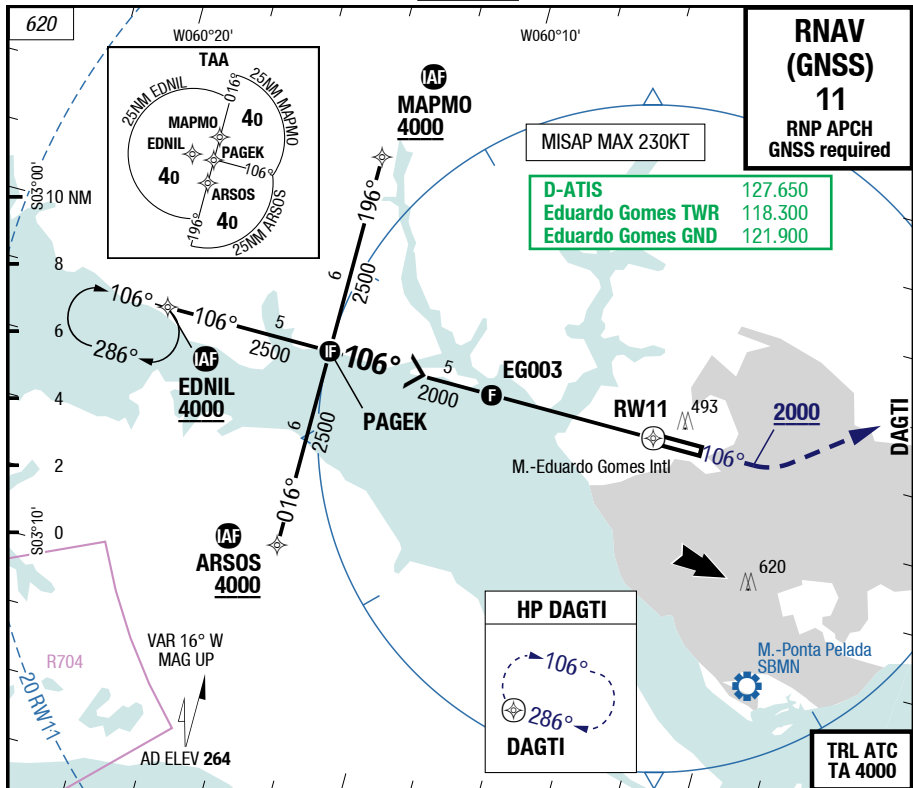 620
W060°20'
W060°10'
RNAV
(GNSS)
11
RNP APCH
GNSS required
TAA
25NM EDNIL
016°
25NM MAPMO
MAPMO
40
EDNIL
PAGEK
40
106°
ARSOS
40
196°
25NM ARSOS
IAF
MAPMO
4000
MISAP MAX 230KT
D-ATIS 127.650
Eduardo Gomes TWR 118.300
Eduardo Gomes GND 121.900
S03°00'
10 NM
8
6
4
2
0
S03°10'
196°
6
2500
106°
286°
106°
5
2500
IAF
EDNIL
4000
IF
PAGEK
106°
5
2000
EG003
F
RW11
493
M.-Eduardo Gomes Intl
106°
2000
DAGTI
6
2500
016°
IAF
ARSOS
4000
620
R704
20 RW11
VAR 16° W
MAG UP
AD ELEV 264
HP DAGTI
106°
286°
DAGTI
M.-Ponta Pelada
SBMN
TRL ATC
TA 4000